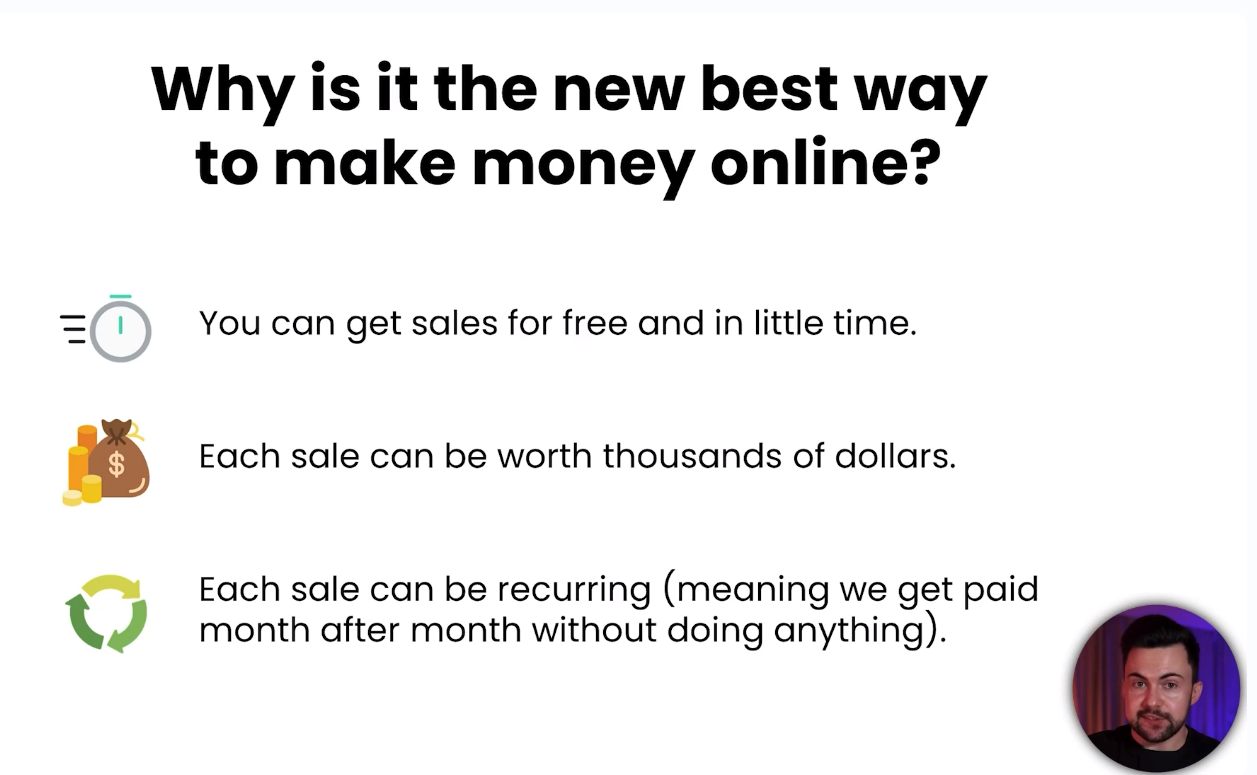 Why is it the new best way
to make money online?
You can get sales for free and in little time.
$
Each sale can be worth thousands of dollars.
Each sale can be recurring (meaning we get paid
month after month without doing anything).